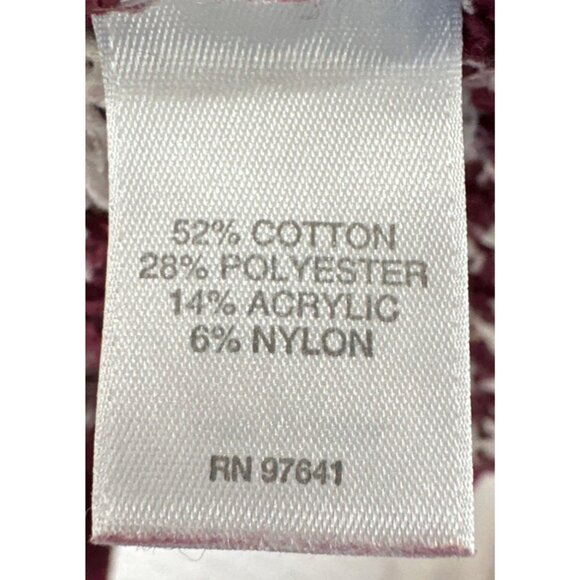 52% COTTON
28% POLYESTER
14% ACRYLIC
6% NYLON
RN 97641